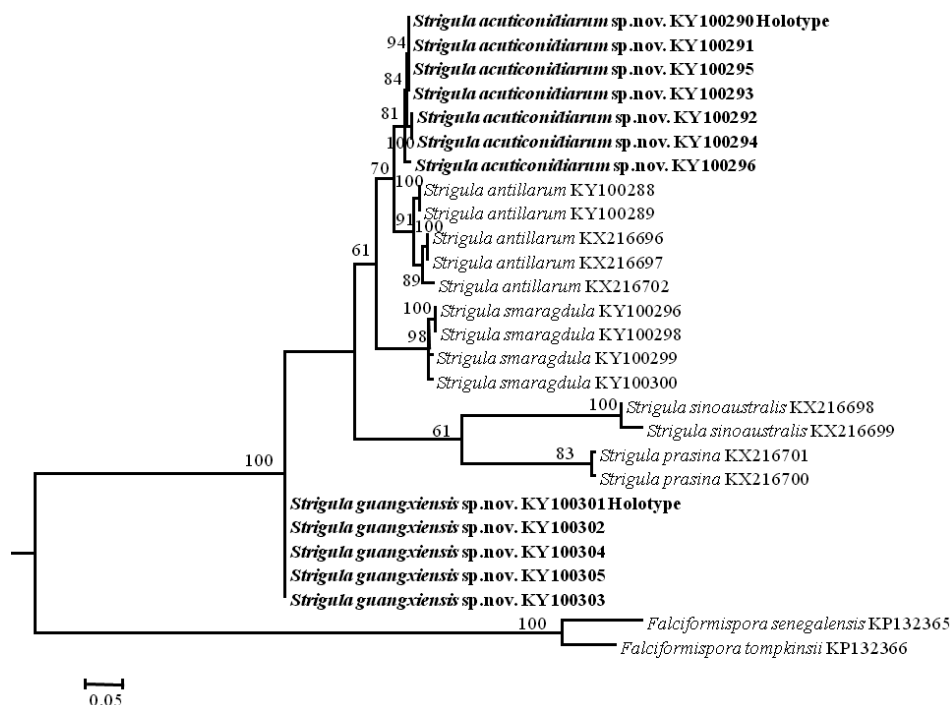 Strigula acuticonidiarum sp.nov. KY100290 Holotype
94
Strigula acuticonidiarum sp.nov. KY100291
Strigula acuticonidiarum sp.nov. KY100295
84
Strigula acuticonidiarum sp.nov. KY100293
81
Strigula acuticonidiarum sp.nov. KY100292
100
Strigula acuticonidiarum sp.nov. KY100294
Strigula acuticonidiarum sp.nov. KY100296
70
100
Strigula antillarum KY100288
Strigula antillarum KY100289
91
100
Strigula antillarum KX216696
61
Strigula antillarum KX216697
89
Strigula antillarum KX216702
100
Strigula smaragdula KY100296
98
Strigula smaragdula KY100298
Strigula smaragdula KY100299
Strigula smaragdula KY100300
100
Strigula sinoaustralis KX216698
61
Strigula sinoaustralis KX216699
83
Strigula prasina KX216701
100
Strigula prasina KX216700
Strigula guangxiensis sp.nov. KY100301 Holotype
Strigula guangxiensis sp.nov. KY100302
Strigula guangxiensis sp.nov. KY100304
Strigula guangxiensis sp.nov. KY100305
Strigula guangxiensis sp.nov. KY100303
100
Falciformispora senegalensis KP132365
Falciformispora tompkinsii KP132366
0.05